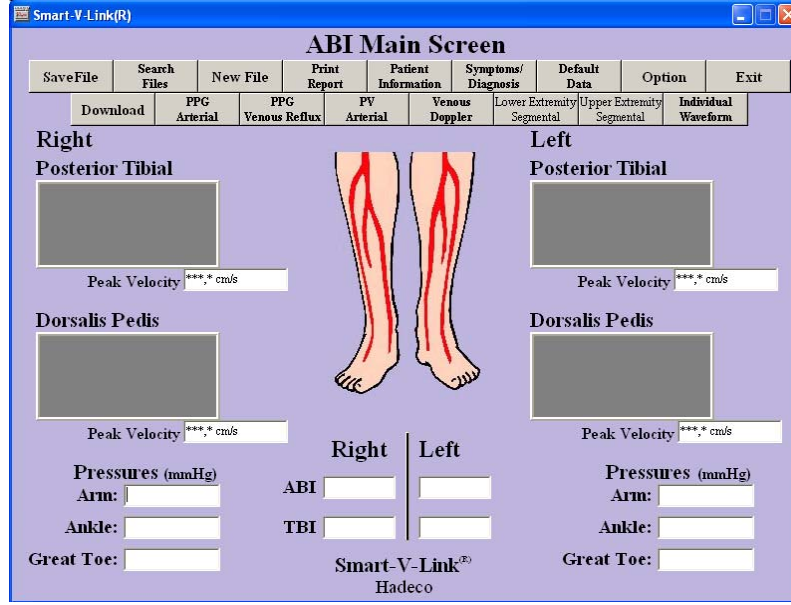 Smart-V-Link(R)
ABI Main Screen
SaveFile
Search Files
New File
Print Report
Patient Information
Symptoms/ Diagnosis
Default Data
Option
Exit
Download
PPG Arterial
PPG Venous Reflux
PV Arterial
Venous Doppler
Lower Extremity Segmental
Upper Extremity Segmental
Individual Waveform
Right
Posterior Tibial
Peak Velocity ***,* cm/s
Dorsalis Pedis
Peak Velocity ***,* cm/s
Pressures (mmHg)
Arm:
Ankle:
Great Toe:
Right Left
ABI
TBI
Smart-V-Link(R)
Hadeco
Left
Posterior Tibial
Peak Velocity ***,* cm/s
Dorsalis Pedis
Peak Velocity ***,* cm/s
Pressures (mmHg)
Arm:
Ankle:
Great Toe: